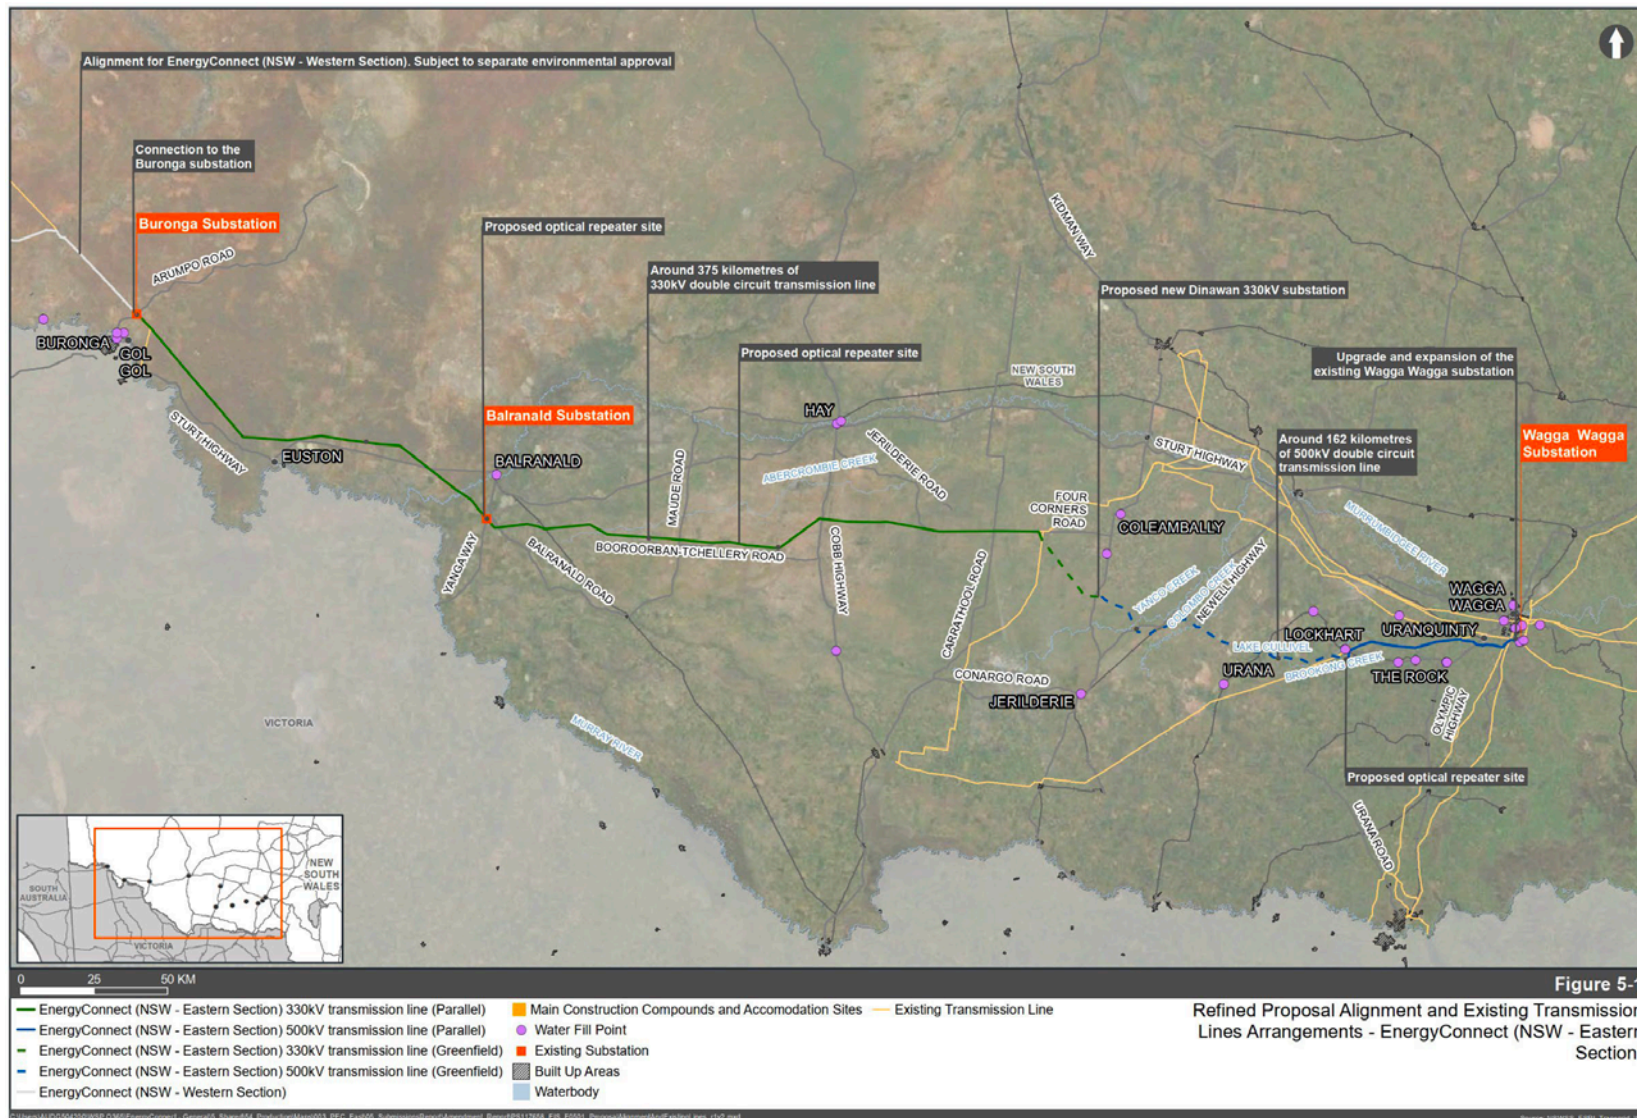 Alignment for EnergyConnect (NSW - Western Section). Subject to separate environmental approval
Connection to the
Buronga substation
Buronga Substation
ARUMPO ROAD
Proposed optical repeater site
Around 375 kilometres of
330kV double circuit transmission line
KIDMAN WAY
Proposed new Dinawan 330kV substation
BURONGA
GOL
GOL
Proposed optical repeater site
Upgrade and expansion of the
existing Wagga Wagga substation
NEW SOUTH
WALES
HAY
Balranald Substation
STURT HIGHWAY
EUSTON
BALRANALD
MAUDE ROAD
ABERCROMBIE CREEK
JERILDERIE ROAD
STURT HIGHWAY
Around 162 kilometres
of 500kV double circuit
transmission line
Wagga Wagga
Substation
FOUR
CORNERS
ROAD
COLEAMBALLY
MURRUMBIDGEE RIVER
YANGA WAY
BALRANALD ROAD
BOOROORBAN-TCHELLERY ROAD
COBB HIGHWAY
CARRATHOOL ROAD
YANCO CREEK
COLOMBO CREEK
NEWELL HIGHWAY
WAGGA
WAGGA
LOCKHART
URANQUINTY
LAKE CULLIVEL
BROOKONG CREEK
URANA
THE ROCK
CONARGO ROAD
JERILDERIE
OLYMPIC
HIGHWAY
VICTORIA
MURRAY RIVER
Proposed optical repeater site
URANA ROAD
SOUTH
AUSTRALIA
NEW
SOUTH
WALES
VICTORIA
0 25 50 KM
Figure 5-1
EnergyConnect (NSW - Eastern Section) 330kV transmission line (Parallel)
EnergyConnect (NSW - Eastern Section) 500kV transmission line (Parallel)
EnergyConnect (NSW - Eastern Section) 330kV transmission line (Greenfield)
EnergyConnect (NSW - Eastern Section) 500kV transmission line (Greenfield)
EnergyConnect (NSW - Western Section)
Main Construction Compounds and Accomodation Sites
Water Fill Point
Existing Substation
Built Up Areas
Waterbody
Existing Transmission Line
Refined Proposal Alignment and Existing Transmission
Lines Arrangements - EnergyConnect (NSW - Eastern
Section